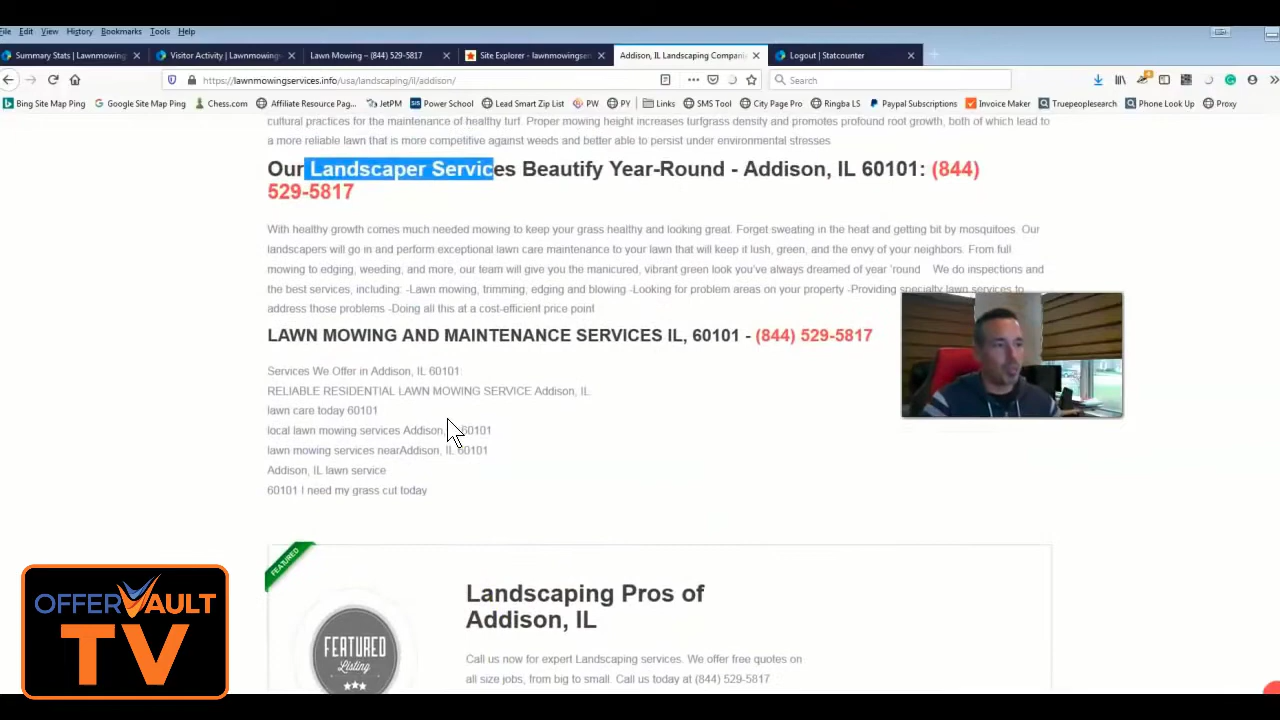 File Edit View History Bookmarks Tools Help
Summary Stats | Lawnmowing Visitor Activity | Lawnmowing Lawn Mowing – (844) 529-5817 Site Explorer - lawnmowingser Addison, IL Landscaping Compani Logout | Statcounter
https://lawnmowingservices.info/usa/landscaping/il/addison/ Search
Bing Site Map Ping Google Site Map Ping Chess.com Affiliate Resource Pag... JetPM Power School Lead Smart Zip List PW PY Links SMS Tool City Page Pro Ringba LS Paypal Subscriptions Invoice Maker Truepeoplesearch Phone Look Up Proxy
cultural practices for the maintenance of healthy turf. Proper mowing height increases turfgrass density and promotes profound root growth, both of which lead to
a more reliable lawn that is more competitive against weeds and better able to persist under environmental stresses
Our Landscaper Services Beautify Year-Round - Addison, IL 60101: (844)
529-5817
With healthy growth comes much needed mowing to keep your grass healthy and looking great. Forget sweating in the heat and getting bit by mosquitoes. Our
landscapers will go in and perform exceptional lawn care maintenance to your lawn that will keep it lush, green, and the envy of your neighbors. From full
mowing to edging, weeding, and more, our team will give you the manicured, vibrant green look you've always dreamed of year 'round We do inspections and
the best services, including: -Lawn mowing, trimming, edging and blowing -Looking for problem areas on your property -Providing specialty lawn services to
address those problems -Doing all this at a cost-efficient price point
LAWN MOWING AND MAINTENANCE SERVICES IL, 60101 - (844) 529-5817
Services We Offer in Addison, IL 60101:
RELIABLE RESIDENTIAL LAWN MOWING SERVICE Addison, IL.
lawn care today 60101
local lawn mowing services Addison, 60101
lawn mowing services nearAddison, IL 60101
Addison, IL lawn service
60101 I need my grass cut today
FEATURED
Landscaping Pros of
Addison, IL
FEATURED
Listing
Call us now for expert Landscaping services. We offer free quotes on
all size jobs, from big to small. Call us today at (844) 529-5817
OFFERVAULT
TV